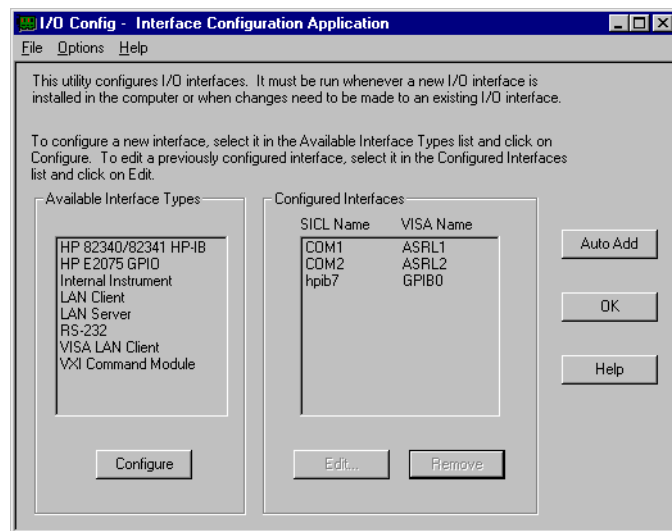 I/O Config - Interface Configuration Application
File Options Help
This utility configures I/O interfaces. It must be run whenever a new I/O interface is
installed in the computer or when changes need to be made to an existing I/O interface.
To configure a new interface, select it in the Available Interface Types list and click on
Configure. To edit a previously configured interface, select it in the Configured Interfaces
list and click on Edit.
Available Interface Types
HP 82340/82341 HP-IB
HP E2075 GPIO
Internal Instrument
LAN Client
LAN Server
RS-232
VISA LAN Client
VXI Command Module
Configure
Configured Interfaces
SICL Name VISA Name
COM1 ASRL1
COM2 ASRL2
hpib7 GPIB0
Edit...
Remove
Auto Add
OK
Help